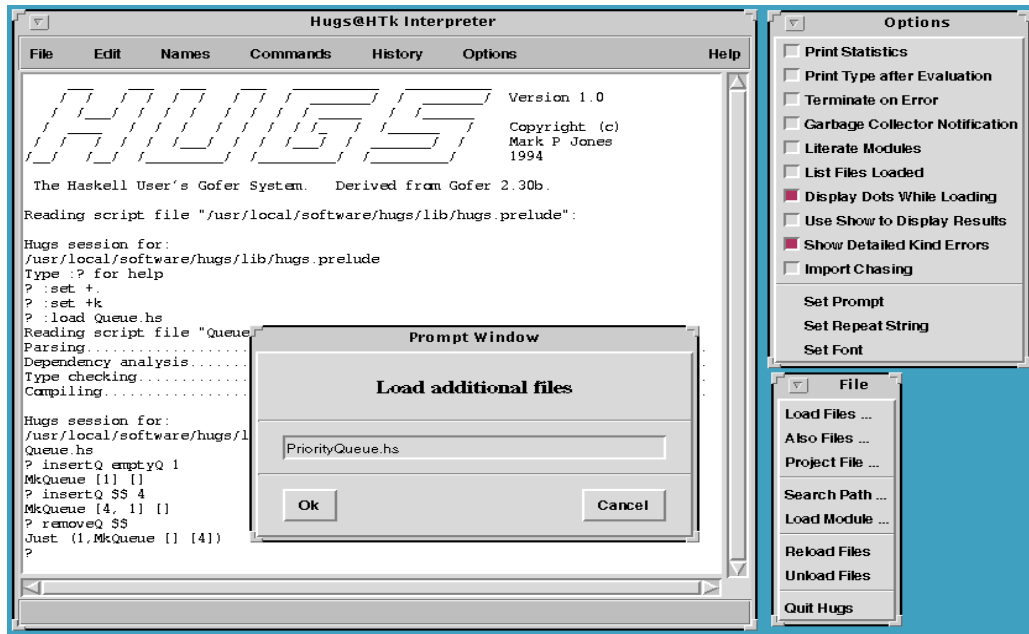 Hugs@HTk Interpreter
File Edit Names Commands History Options Help
HUGS
Version 1.0
Copyright (c)
Mark P Jones
1994
The Haskell User's Gofer System. Derived from Gofer 2.30b.
Reading script file "/usr/local/software/hugs/lib/hugs.prelude":
Hugs session for:
/usr/local/software/hugs/lib/hugs.prelude
Type :? for help
? :set +.
? :set +k
? :load Queue.hs
Reading script file "Queue
Parsing......................
Dependency analysis.......
Type checking..............
Compiling...................
Hugs session for:
/usr/local/software/hugs/l
Queue.hs
? insertQ emptyQ 1
MkQueue [1] []
? insertQ $$ 4
MkQueue [4, 1] []
? removeQ $$
Just (1,MkQueue [] [4])
?
Prompt Window
Load additional files
PriorityQueue.hs
Ok Cancel
Options
Print Statistics
Print Type after Evaluation
Terminate on Error
Garbage Collector Notification
Literate Modules
List Files Loaded
Display Dots While Loading
Use Show to Display Results
Show Detailed Kind Errors
Import Chasing
Set Prompt
Set Repeat String
Set Font
File
Load Files ...
Also Files ...
Project File ...
Search Path ...
Load Module ...
Reload Files
Unload Files
Quit Hugs